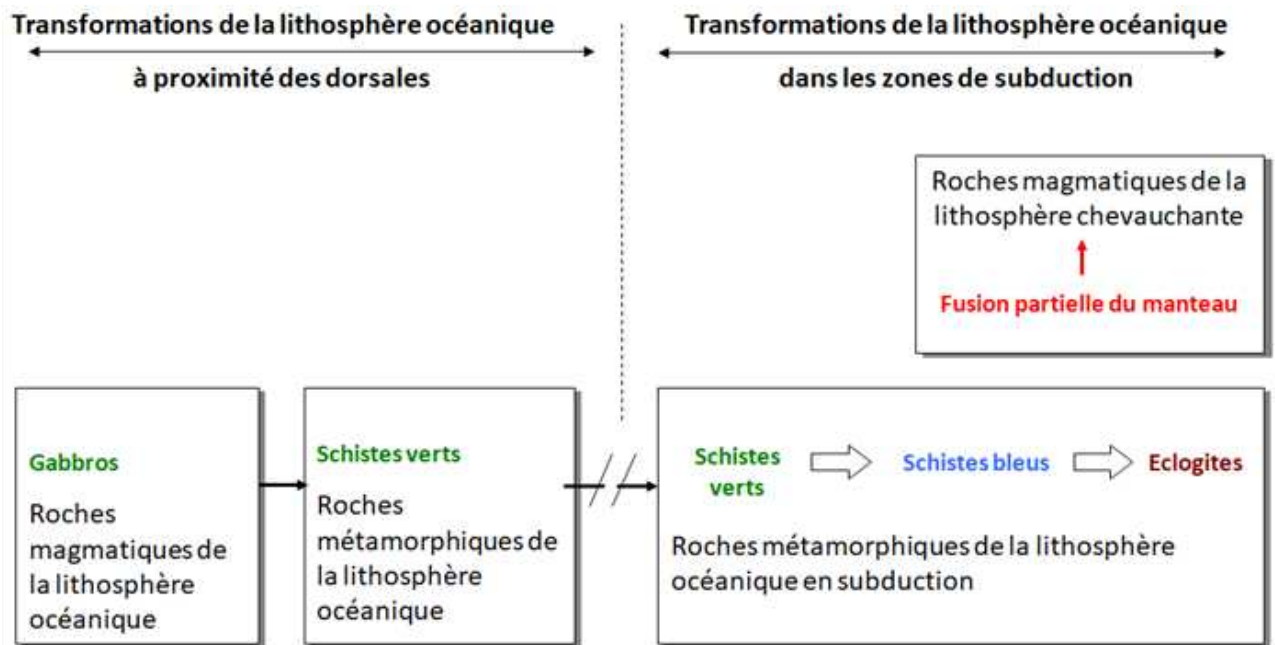 Transformations de la lithosphère océanique
à proximité des dorsales
Transformations de la lithosphère océanique
dans les zones de subduction
Roches magmatiques de la
lithosphère chevauchante
Fusion partielle du manteau
Gabbros
Roches
magmatiques de
la lithosphère
océanique
Schistes verts
Roches
métamorphiques de
la lithosphère
océanique
Schistes
verts
Schistes bleus
Eclogites
Roches métamorphiques de la lithosphère
océanique en subduction